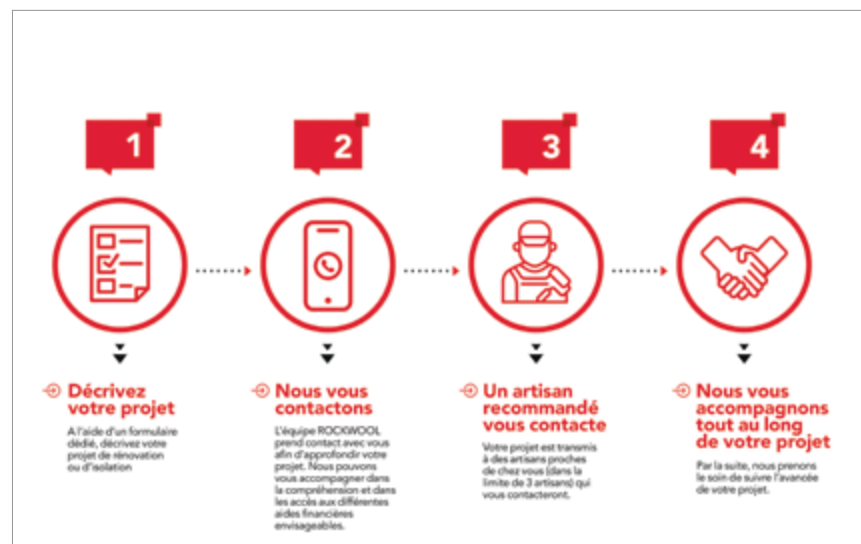 1
2
3
4
Décrivez
votre projet
A l'aide d'un formulaire
dédié, décrivez votre
projet de rénovation
ou d'isolation
Nous vous
contactons
L'équipe ROCKWOOL
prend contact avec vous
afin d'approfondir votre
projet. Nous pouvons
vous accompagner dans
la compréhension et dans
les accès aux différentes
aides financières
envisageables.
Un artisan
recommandé
vous contacte
Votre projet est transmis
à des artisans proches
de chez vous (dans la
limite de 3 artisans) qui
vous contacteront.
Nous vous
accompagnons
tout au long
de votre projet
Par la suite, nous prenons
le soin de suivre l'avancée
de votre projet.